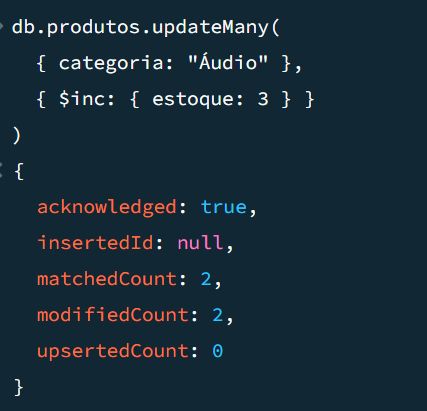 db.produtos.updateMany(
{ categoria: "Áudio" },
{ $inc: { estoque: 3 } }
)
{
acknowledged: true,
insertedId: null,
matchedCount: 2,
modifiedCount: 2,
upsertedCount: 0
}